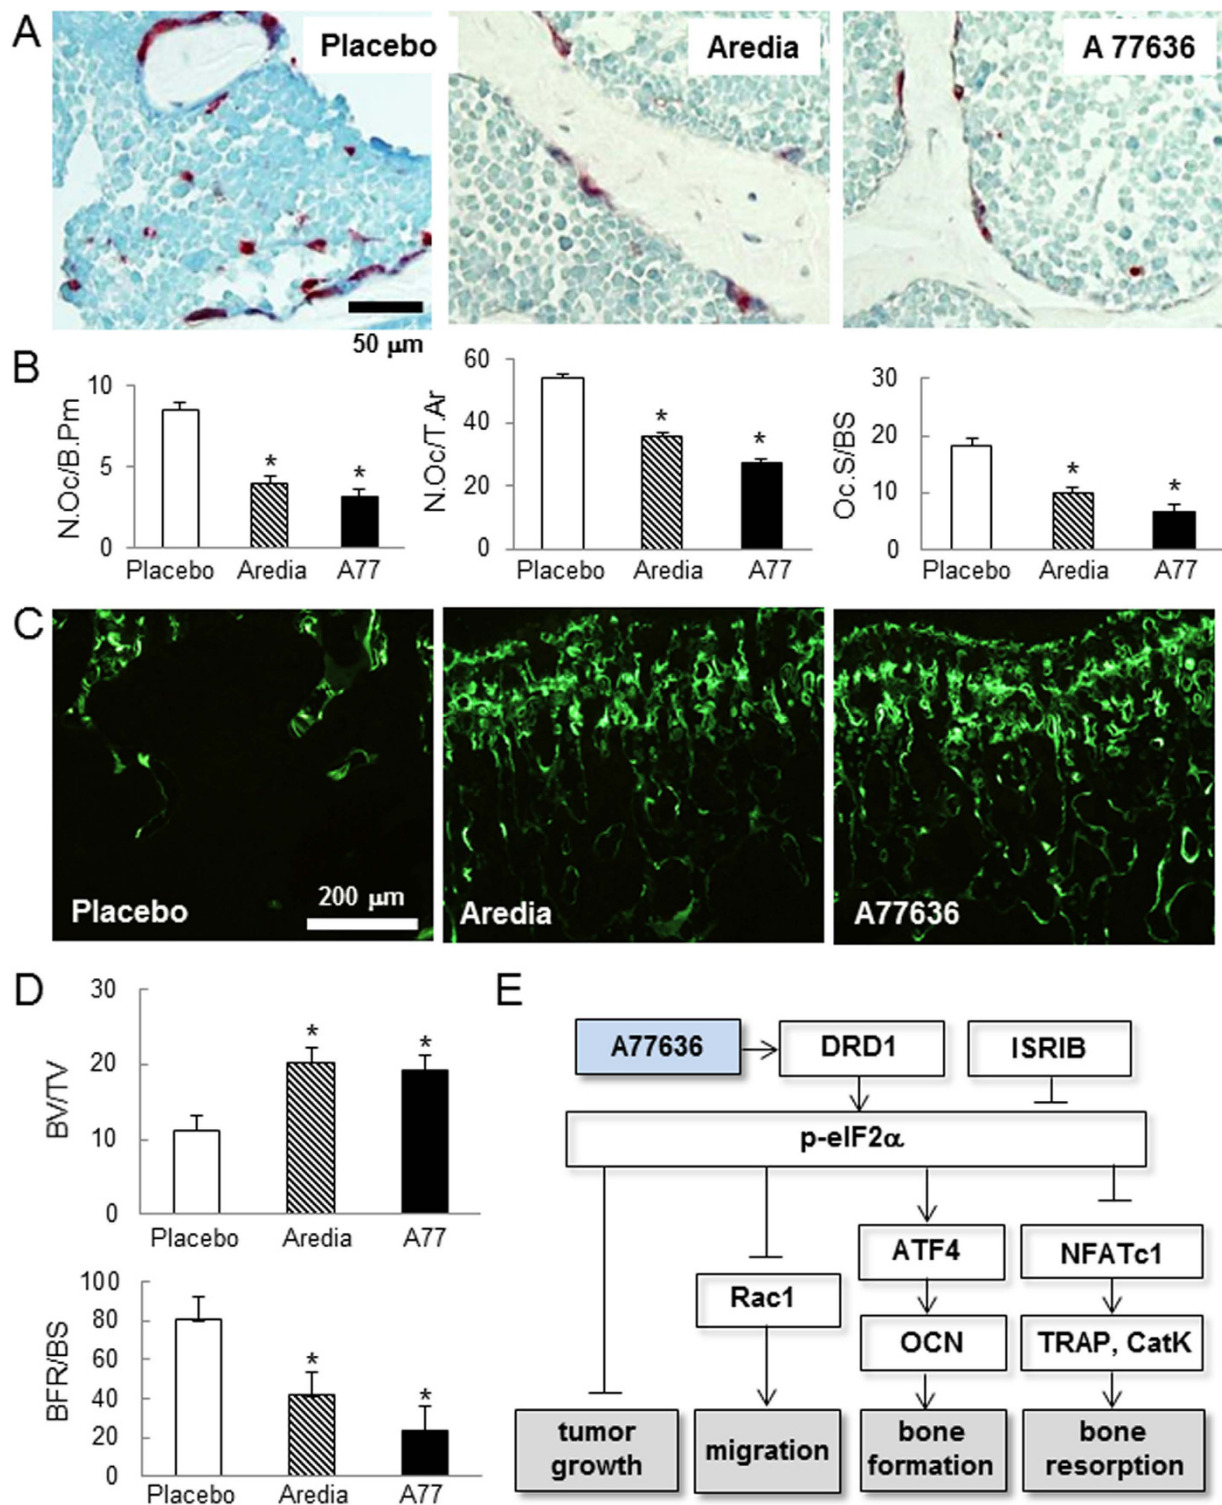 A
Placebo
Aredia
A 77636
50 μm
B
N.Oc/B.Pm
10
5
0
Placebo
Aredia
A77
*
*
N.Oc/T.Ar
60
40
20
0
Placebo
Aredia
A77
*
*
Oc.S/BS
30
20
10
0
Placebo
Aredia
A77
*
*
C
Placebo
200 μm
Aredia
A77636
D
BV/TV
30
20
10
0
Placebo
Aredia
A77
*
*
BFR/BS
100
80
60
40
20
0
Placebo
Aredia
A77
*
*
E
A77636
DRD1
ISRIB
p-eIF2α
ATF4
NFATc1
Rac1
OCN
TRAP, CatK
tumor
growth
migration
bone
formation
bone
resorption